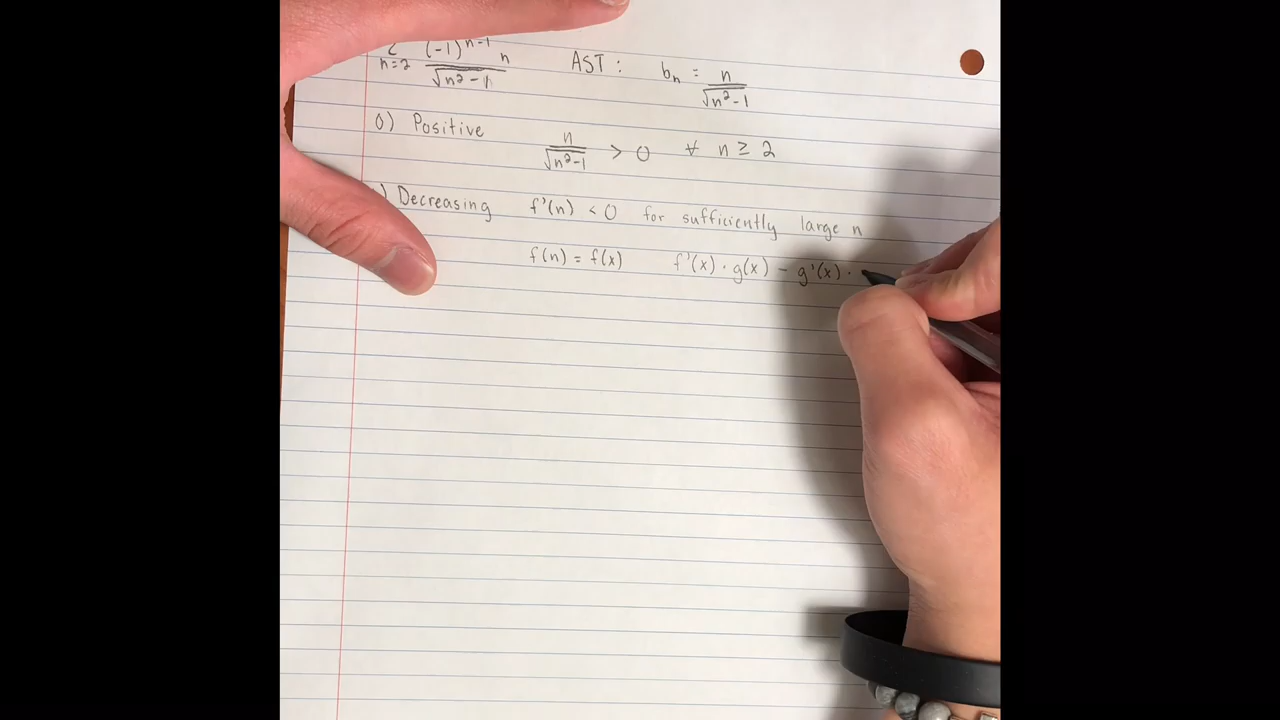 n=2 (-1)^{n-1} n / √(n²-1) AST : b_n = n / √(n²-1)
0) Positive n / √(n²-1) > 0 ∀ n ≥ 2
) Decreasing f'(n) < 0 for sufficiently large n
f(n) = f(x) f'(x) · g(x) - g'(x) ·